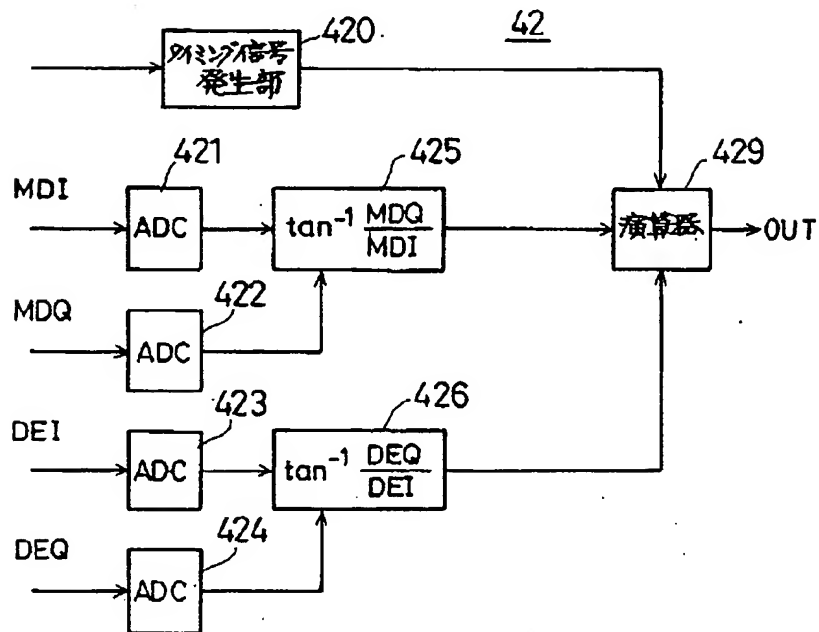 420
42
タイミング信号
発生部
421
425
429
MDI
ADC
tan⁻¹ MDQ
MDI
演算器
OUT
MDQ
422
ADC
DEI
423
426
ADC
tan⁻¹ DEQ
DEI
DEQ
424
ADC